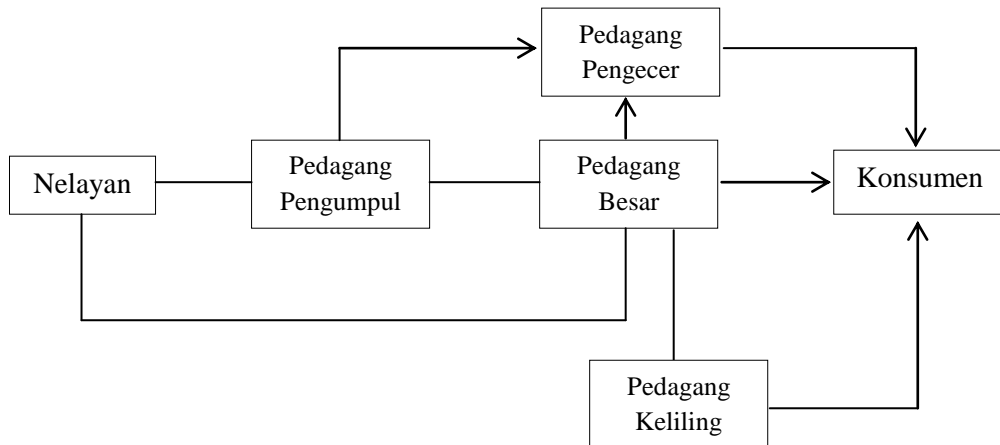 Pedagang
Pengecer
Nelayan
Pedagang
Pengumpul
Pedagang
Besar
Konsumen
Pedagang
Keliling